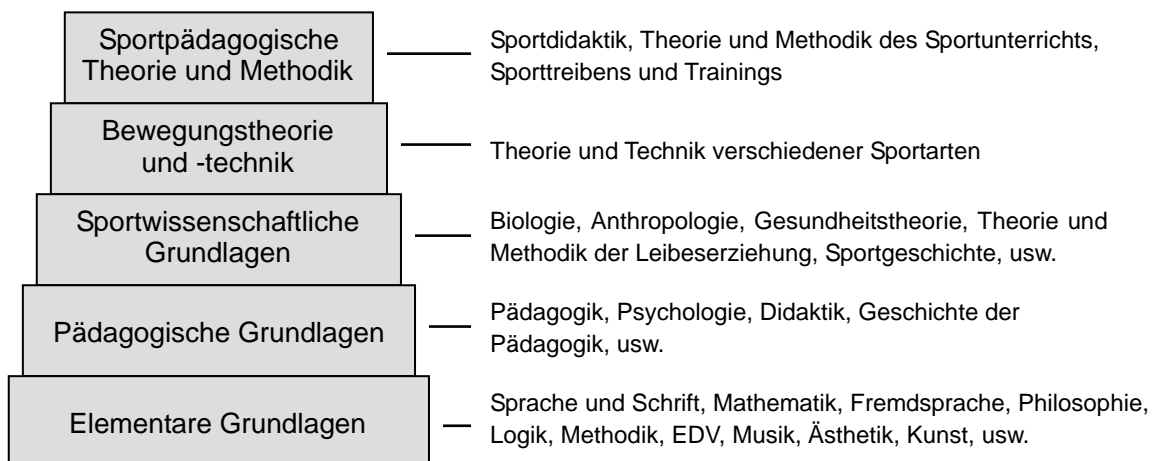 Sportpädagogische
Theorie und Methodik
Sportdidaktik, Theorie und Methodik des Sportunterrichts,
Sporttreibens und Trainings
Bewegungstheorie
und -technik
Theorie und Technik verschiedener Sportarten
Sportwissenschaftliche
Grundlagen
Biologie, Anthropologie, Gesundheitstheorie, Theorie und
Methodik der Leibeserziehung, Sportgeschichte, usw.
Pädagogische Grundlagen
Pädagogik, Psychologie, Didaktik, Geschichte der
Pädagogik, usw.
Elementare Grundlagen
Sprache und Schrift, Mathematik, Fremdsprache, Philosophie,
Logik, Methodik, EDV, Musik, Ästhetik, Kunst, usw.